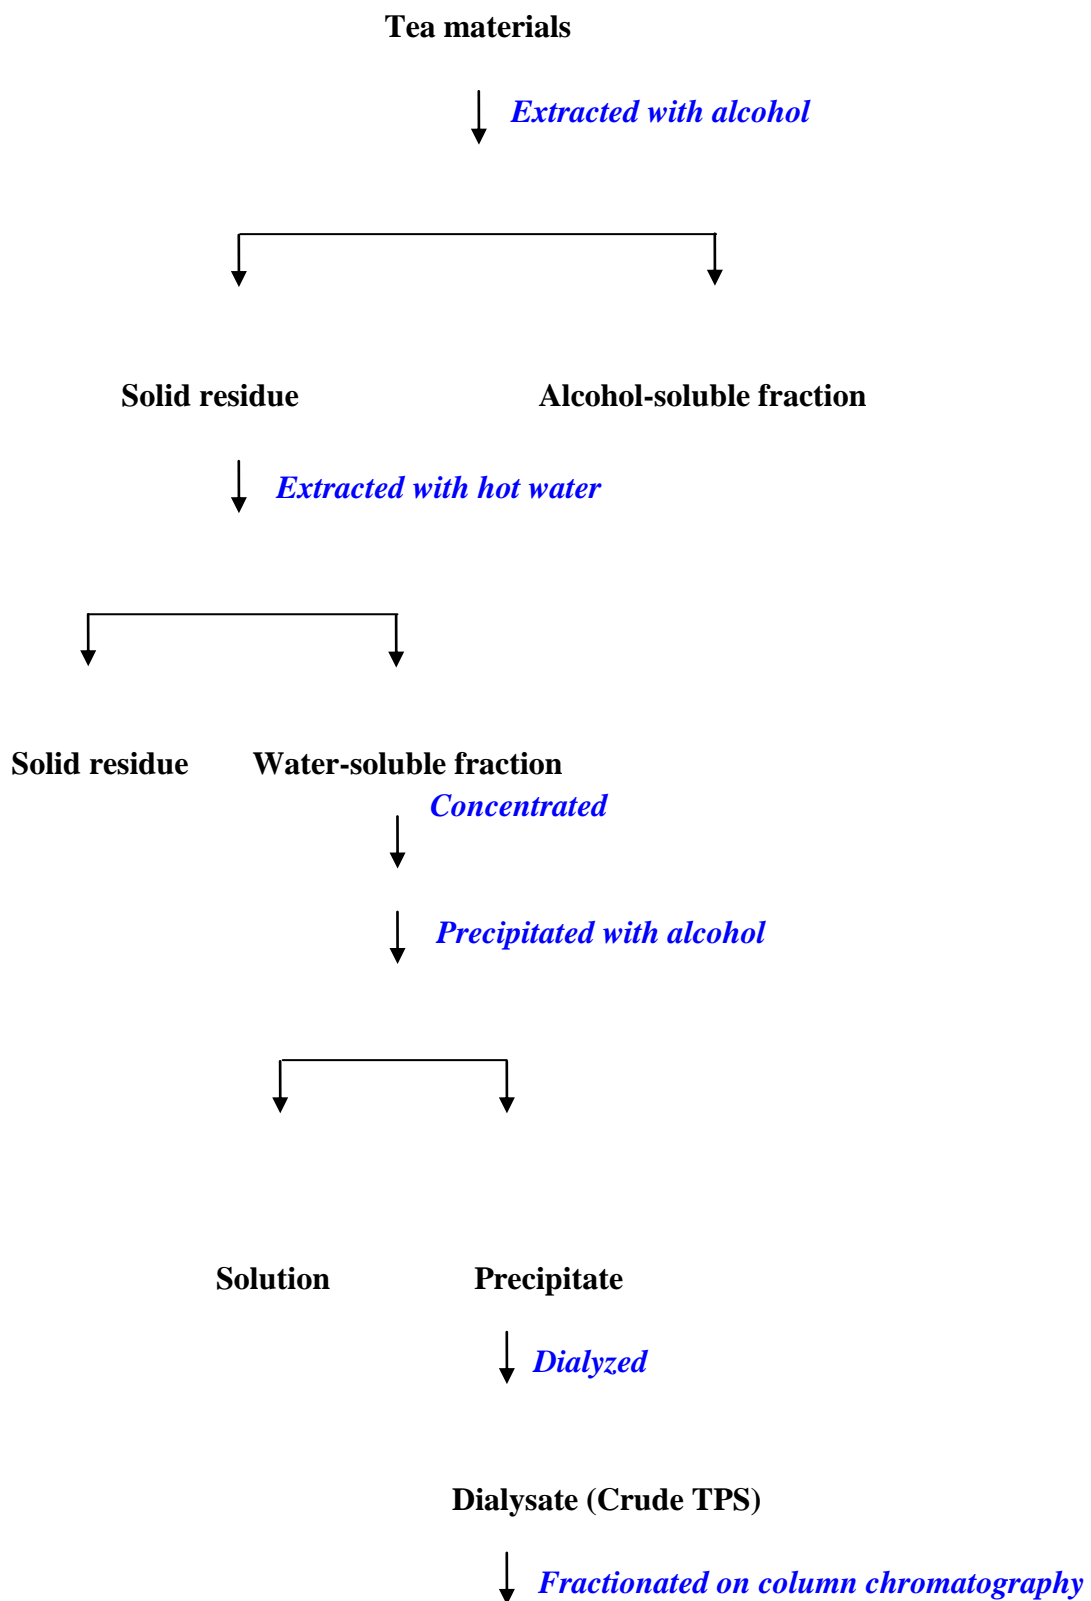 Tea materials
Extracted with alcohol
Solid residue
Alcohol-soluble fraction
Extracted with hot water
Solid residue
Water-soluble fraction
Concentrated
Precipitated with alcohol
Solution
Precipitate
Dialyzed
Dialysate (Crude TPS)
Fractionated on column chromatography